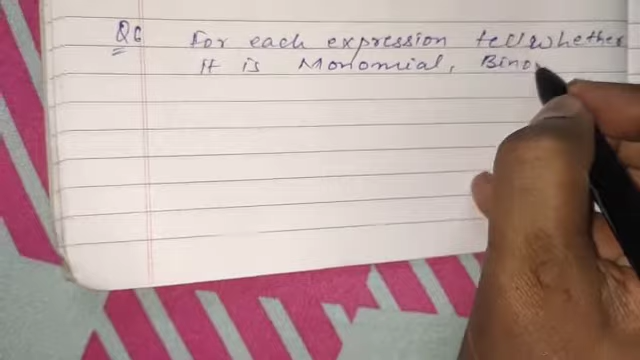 Q6 For each expression tell whether
it is Monomial, Bino